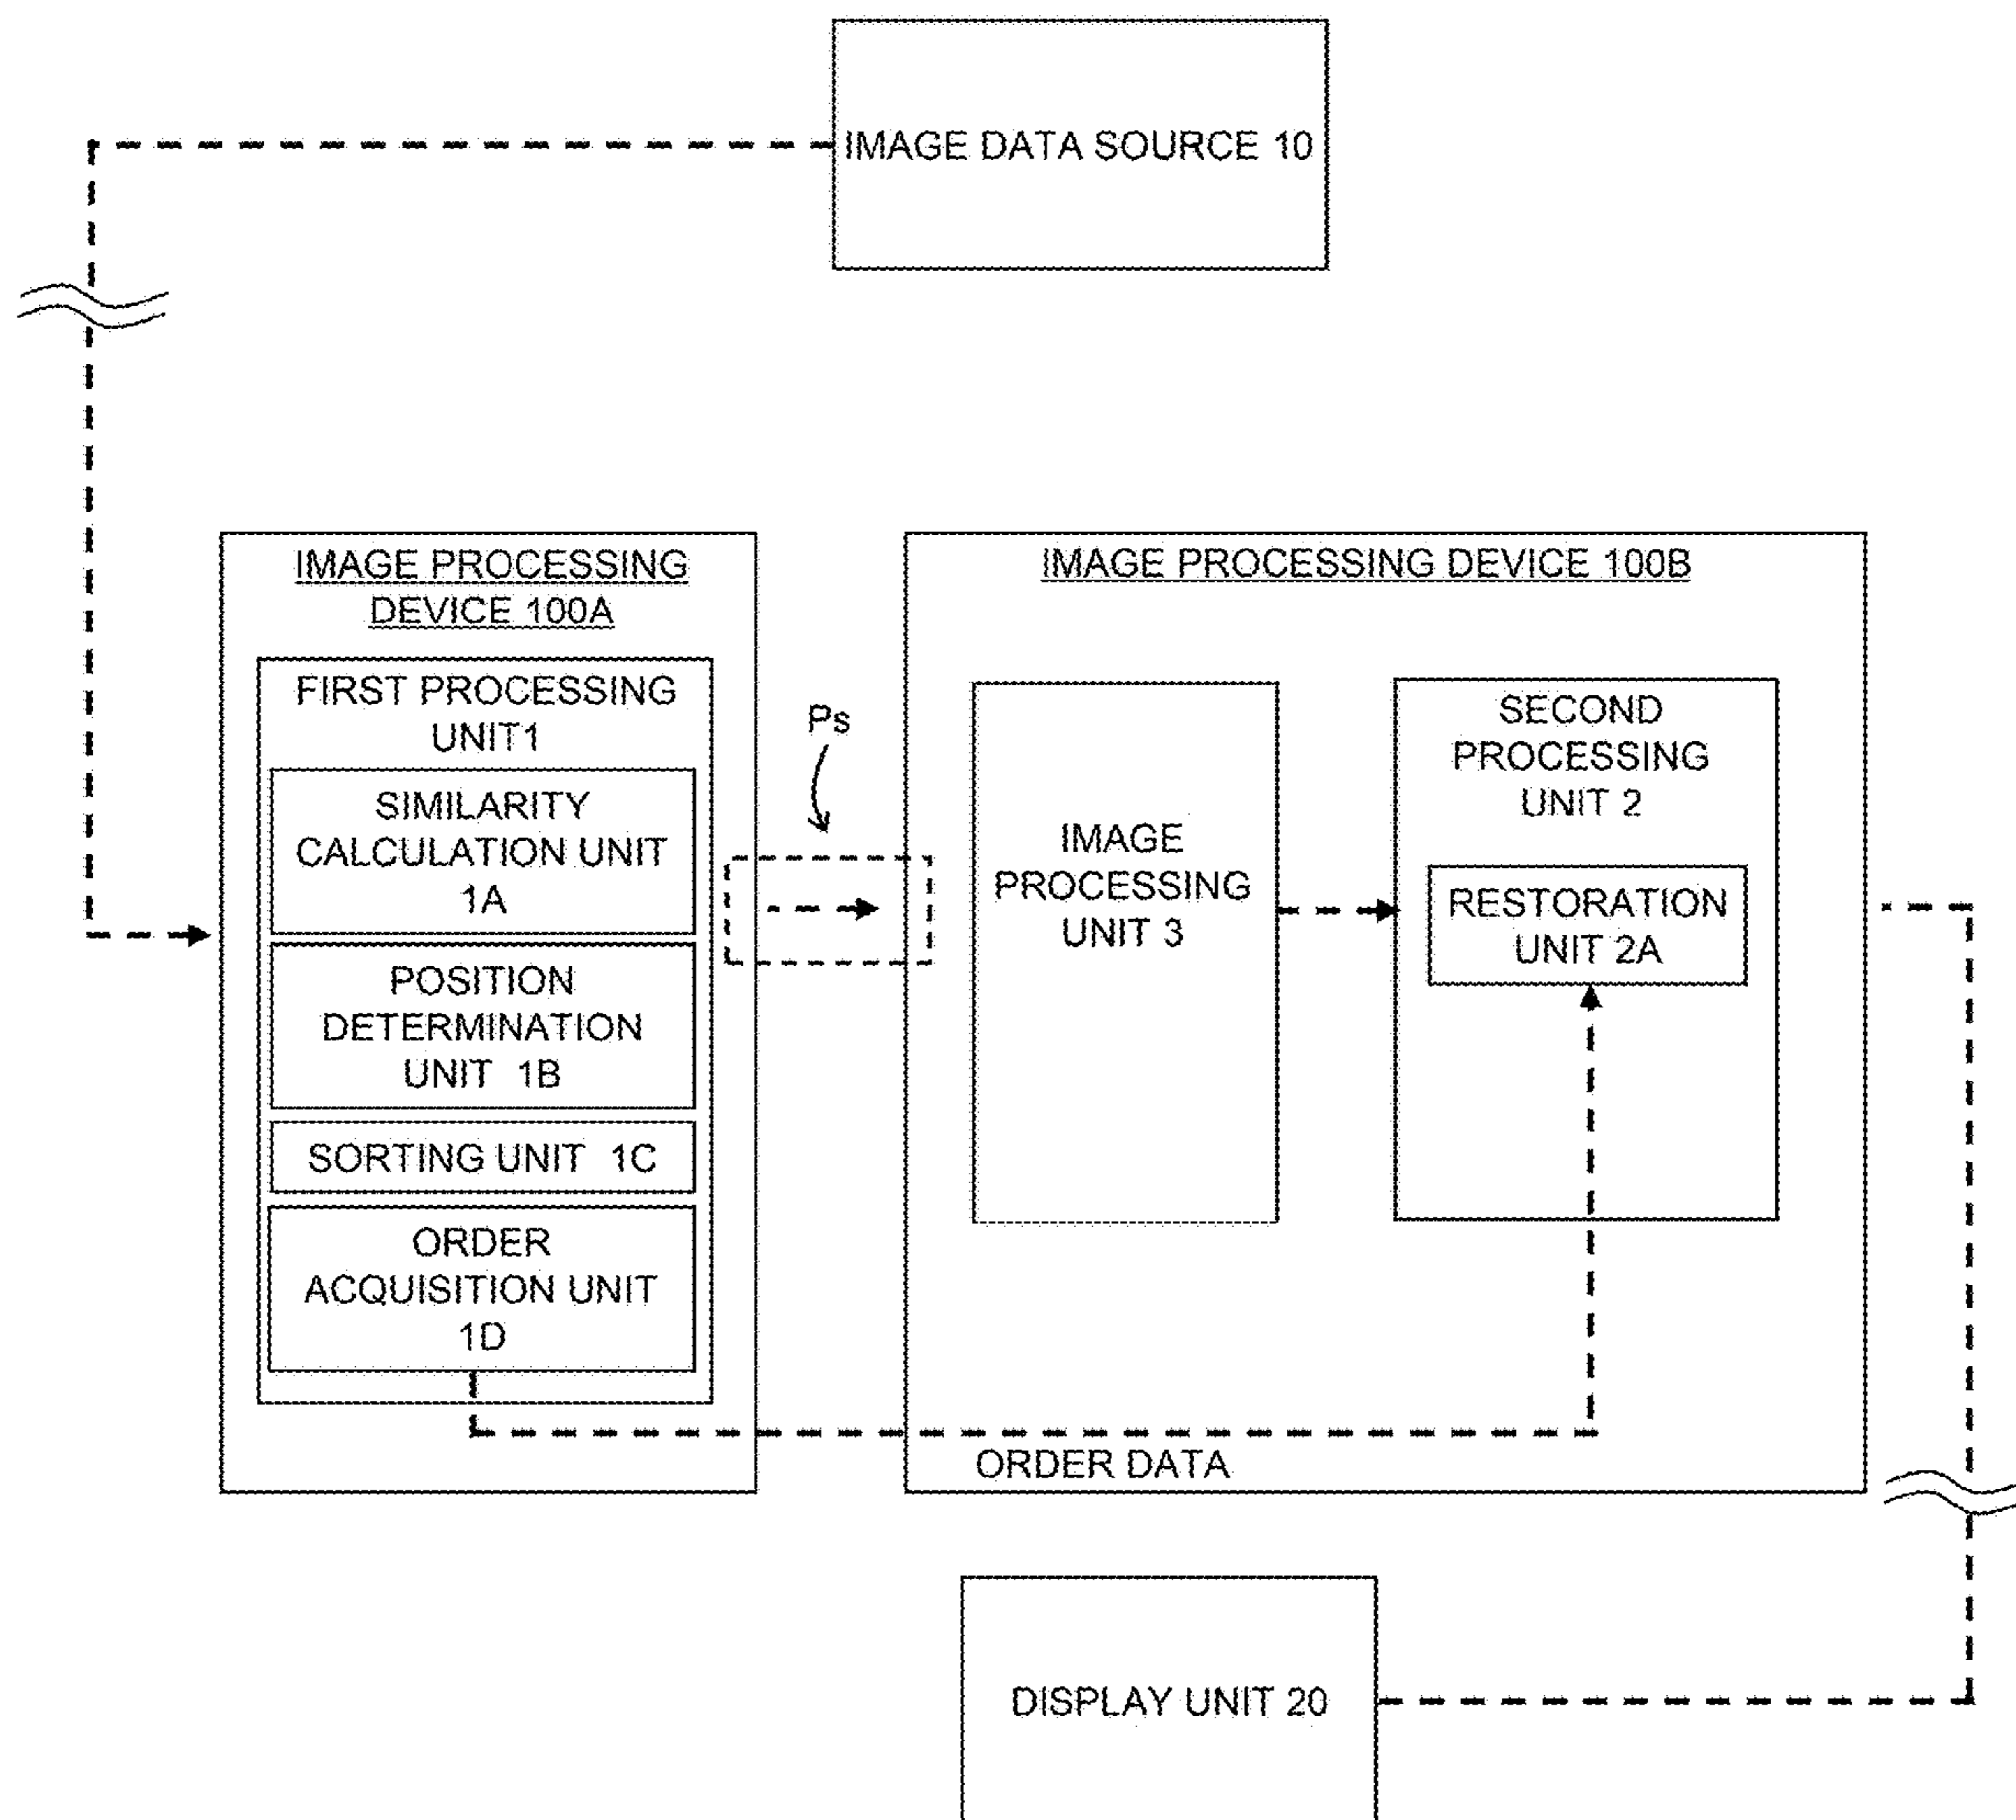 IMAGE DATA SOURCE 10
IMAGE PROCESSING
DEVICE 100A
FIRST PROCESSING
UNIT1
SIMILARITY
CALCULATION UNIT
1A
POSITION
DETERMINATION
UNIT 1B
SORTING UNIT 1C
ORDER
ACQUISITION UNIT
1D
Ps
IMAGE PROCESSING DEVICE 100B
IMAGE
PROCESSING
UNIT 3
SECOND
PROCESSING
UNIT 2
RESTORATION
UNIT 2A
ORDER DATA
DISPLAY UNIT 20